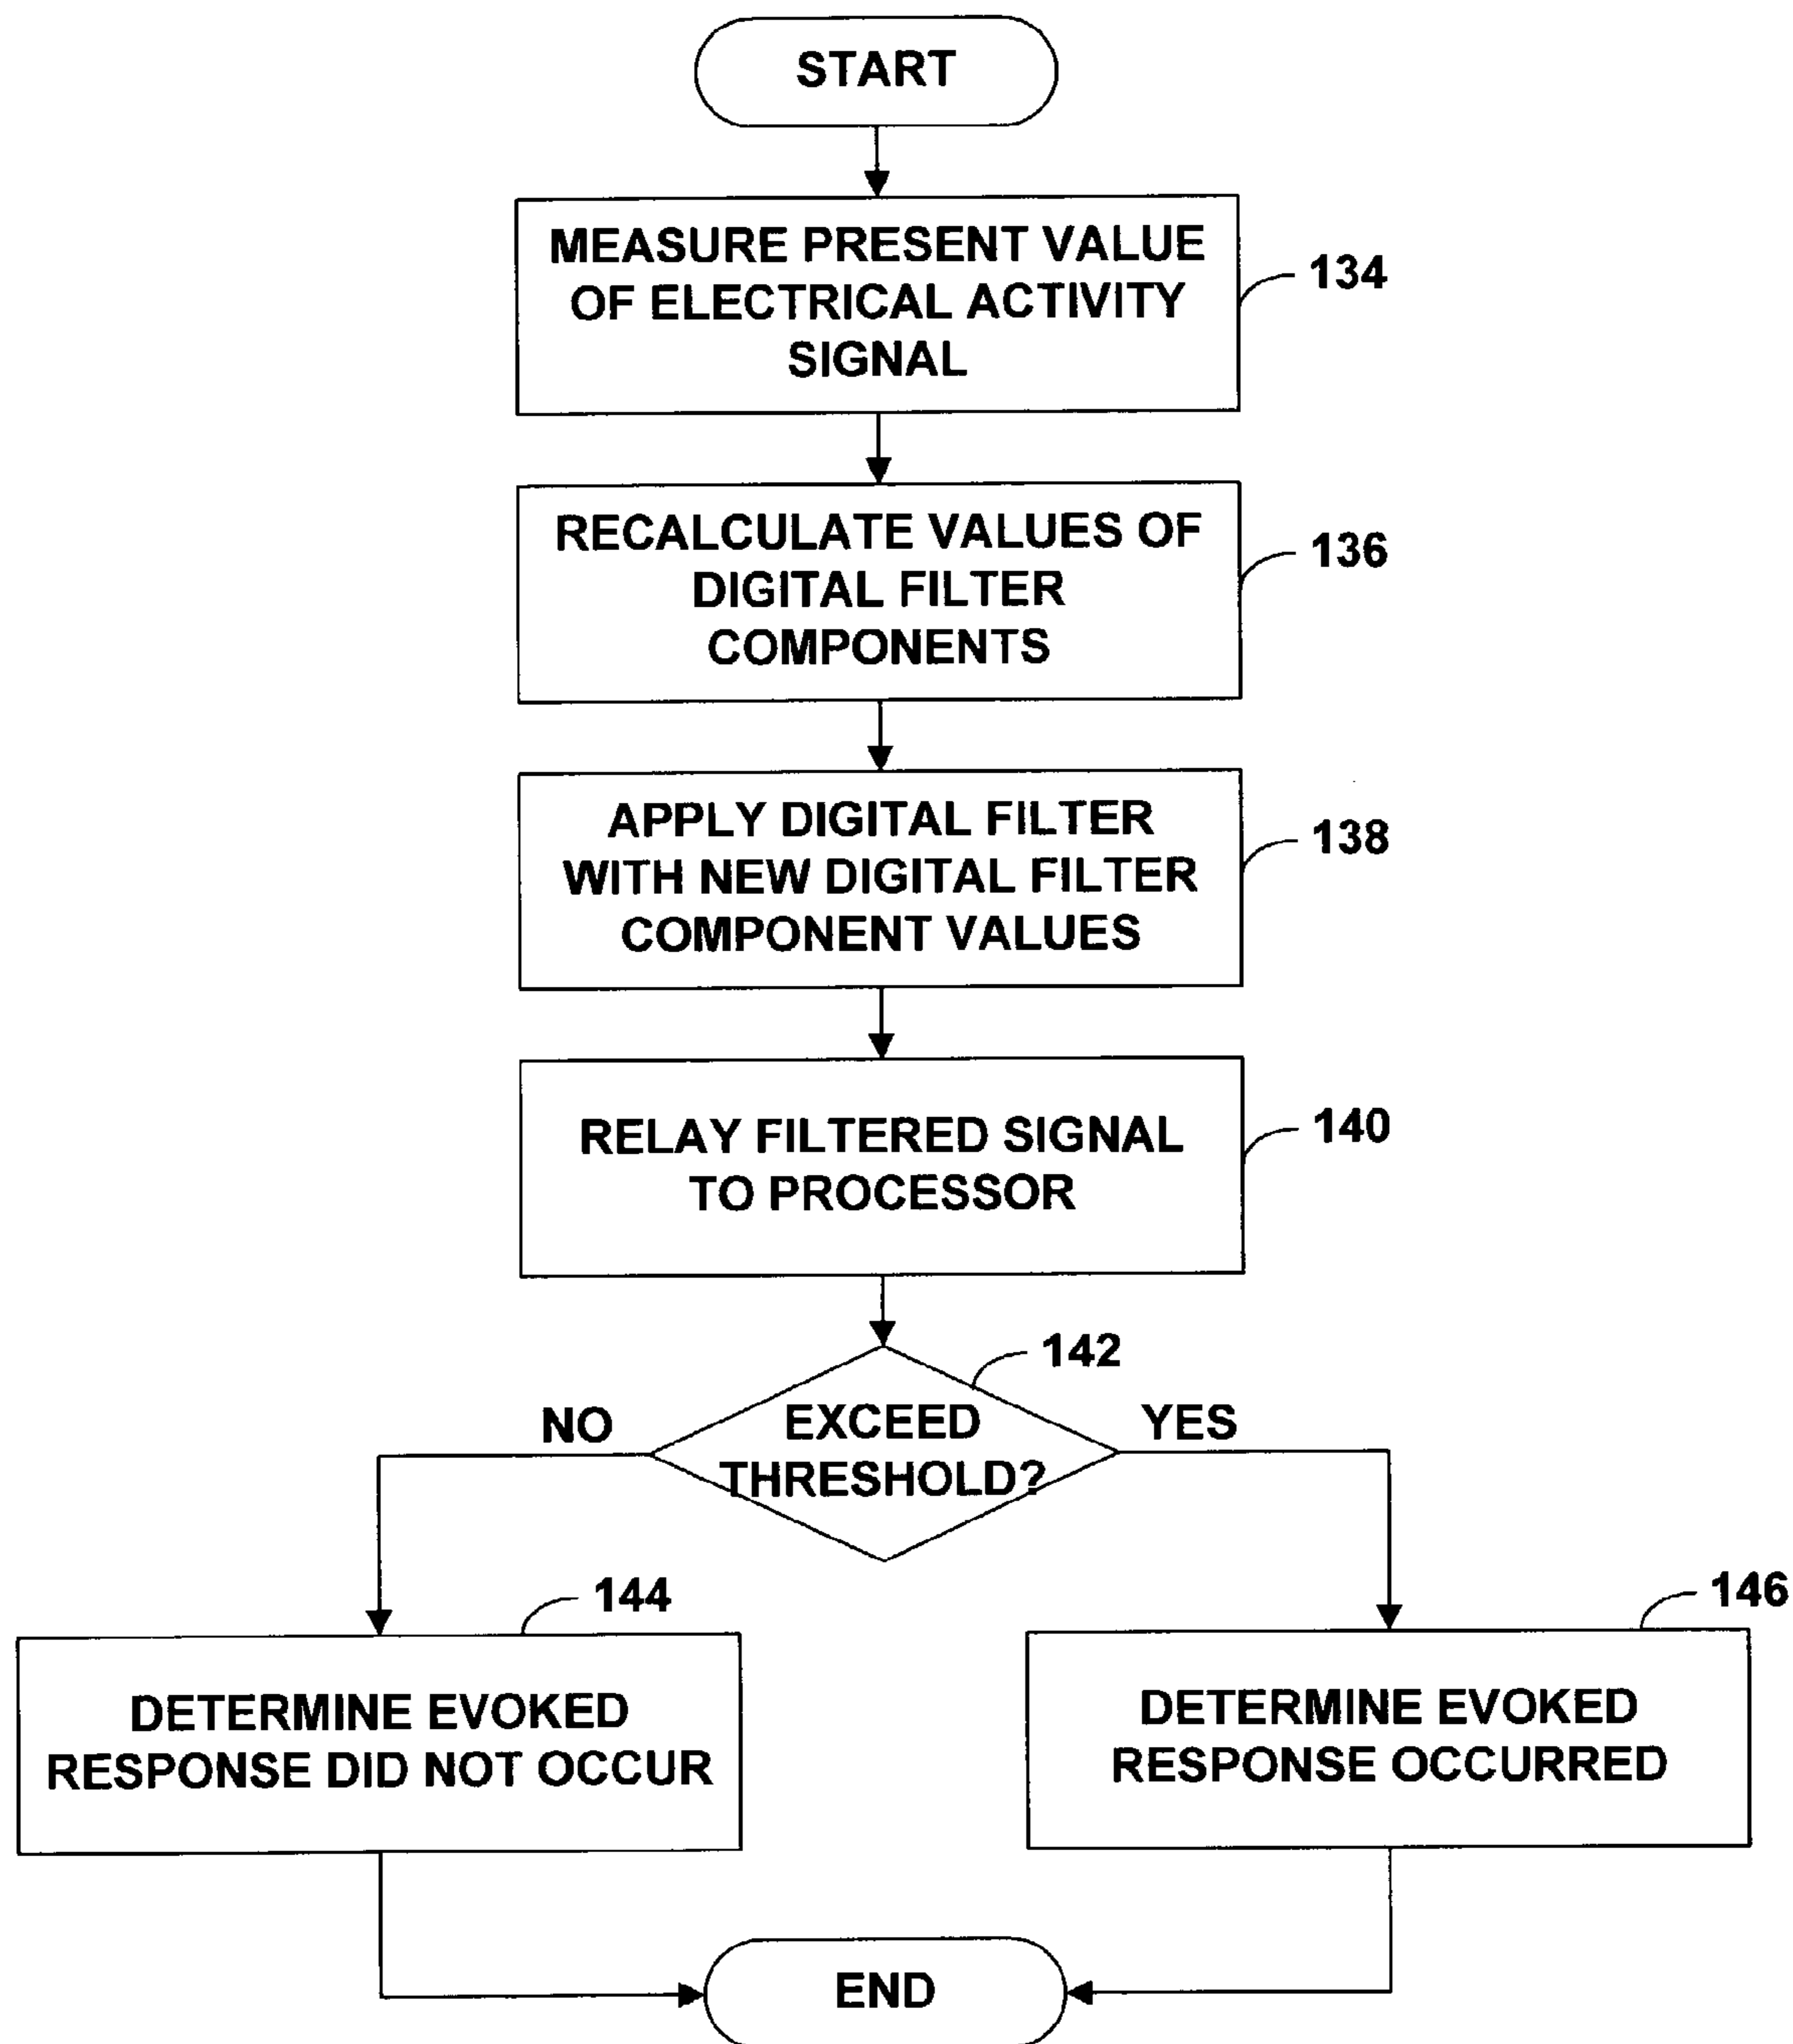 START
MEASURE PRESENT VALUE
OF ELECTRICAL ACTIVITY
SIGNAL
134
RECALCULATE VALUES OF
DIGITAL FILTER
COMPONENTS
136
APPLY DIGITAL FILTER
WITH NEW DIGITAL FILTER
COMPONENT VALUES
138
RELAY FILTERED SIGNAL
TO PROCESSOR
140
142
NO
EXCEED
THRESHOLD?
YES
144
DETERMINE EVOKED
RESPONSE DID NOT OCCUR
146
DETERMINE EVOKED
RESPONSE OCCURRED
END